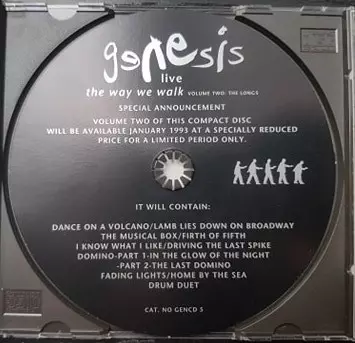 genesis
live
the way we walk VOLUME TWO: THE LONGS
SPECIAL ANNOUNCEMENT
VOLUME TWO OF THIS COMPACT DISC
WILL BE AVAILABLE JANUARY 1993 AT A SPECIALLY REDUCED
PRICE FOR A LIMITED PERIOD ONLY.
IT WILL CONTAIN:
DANCE ON A VOLCANO/LAMB LIES DOWN ON BROADWAY
THE MUSICAL BOX/FIRTH OF FIFTH
I KNOW WHAT I LIKE/DRIVING THE LAST SPIKE
DOMINO-PART 1-IN THE GLOW OF THE NIGHT
-PART 2-THE LAST DOMINO
FADING LIGHTS/HOME BY THE SEA
DRUM DUET
CAT. NO GENCD 5